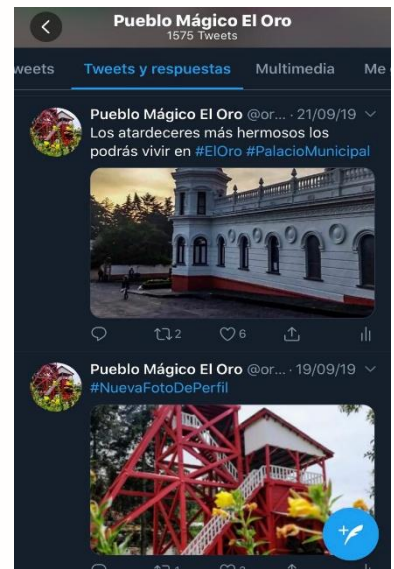 Pueblo Mágico El Oro
1575 Tweets
weets Tweets y respuestas Multimedia Me
Pueblo Mágico El Oro @or... · 21/09/19
Los atardeceres más hermosos los
podrás vivir en #ElOro #PalacioMunicipal
2 6
Pueblo Mágico El Oro @or... · 19/09/19
#NuevaFotoDePerfil